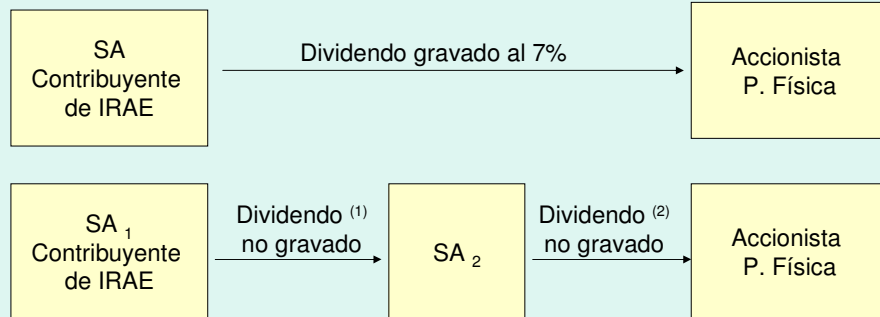 SA
Contribuyente
de IRAE
Dividendo gravado al 7%
Accionista
P. Física
SA 1
Contribuyente
de IRAE
Dividendo (1)
no gravado
SA 2
Dividendo (2)
no gravado
Accionista
P. Física